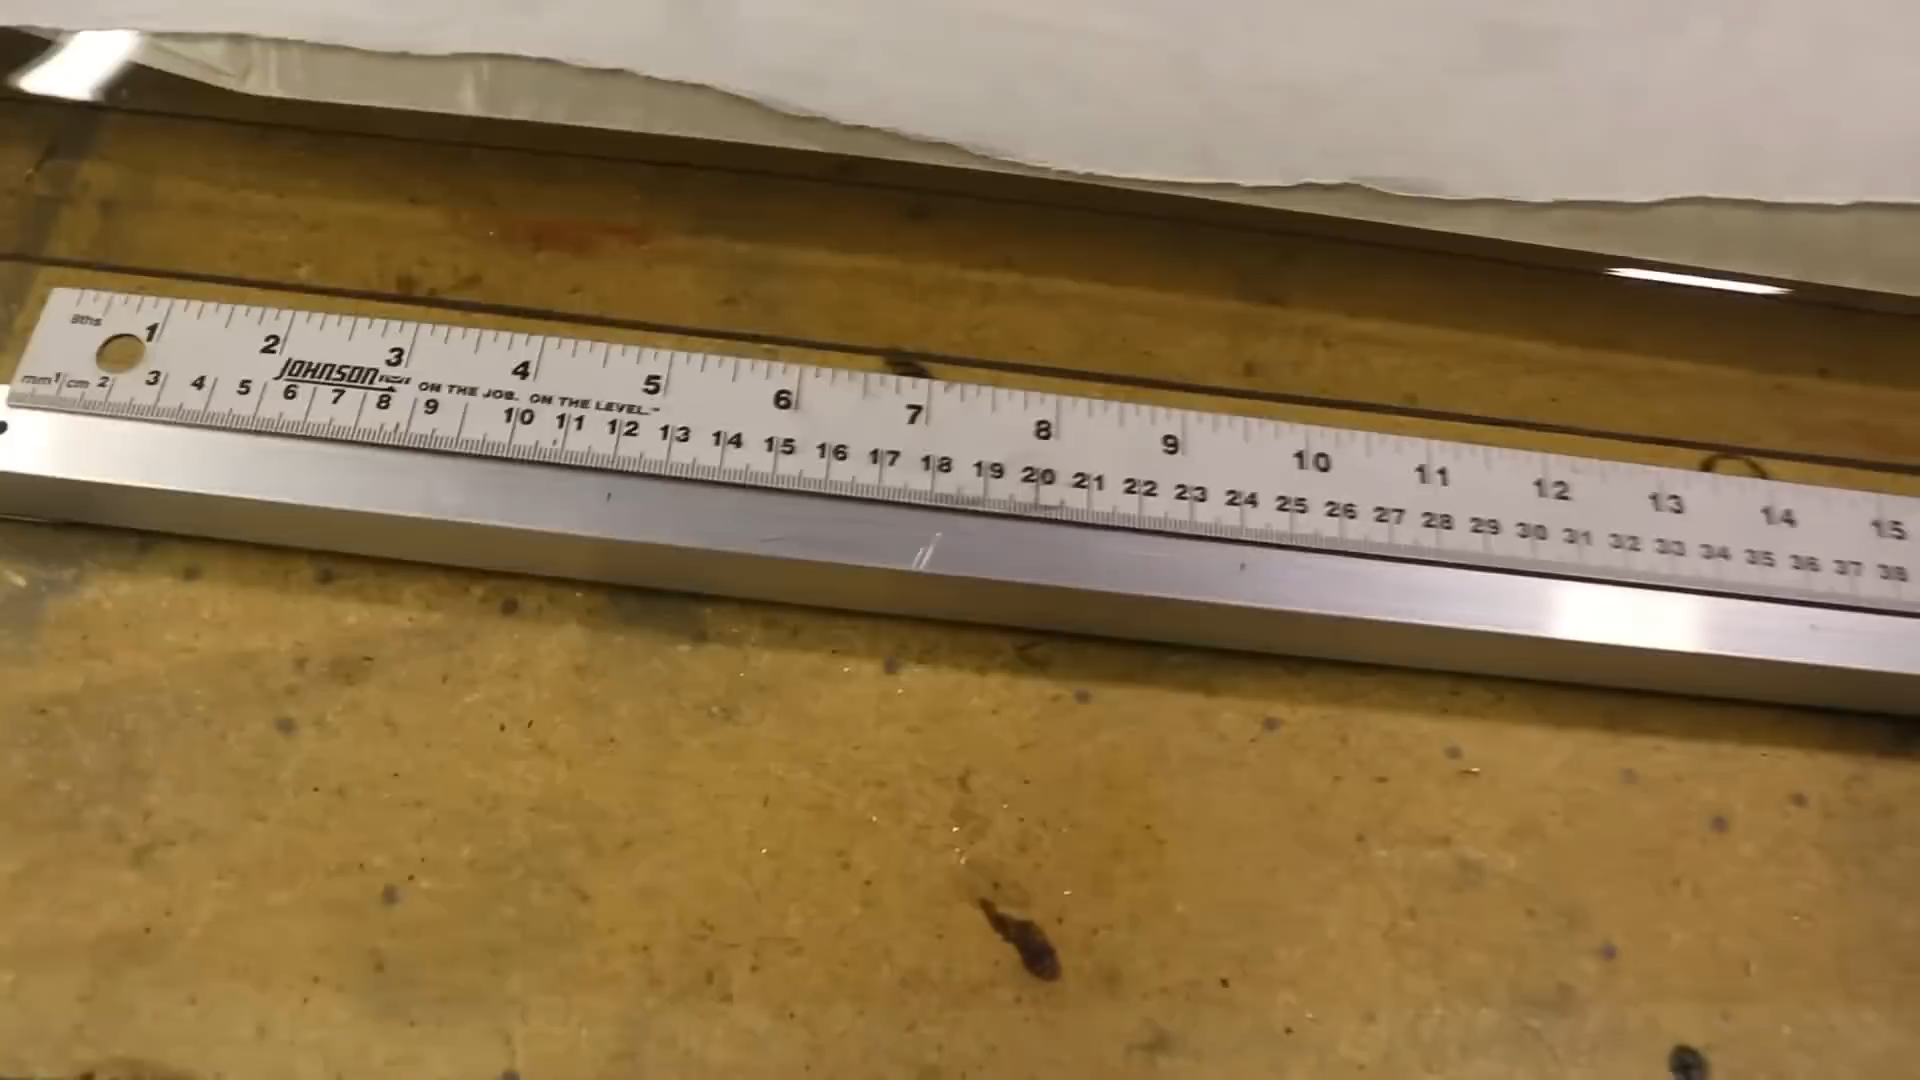 8ths
1 2 3 4 5 6 7 8 9 10 11 12 13 14 15
JOHNSON ON THE JOB. ON THE LEVEL.™
mm 1 cm 2 3 4 5 6 7 8 9 10 11 12 13 14 15 16 17 18 19 20 21 22 23 24 25 26 27 28 29 30 31 32 33 34 35 36 37 38